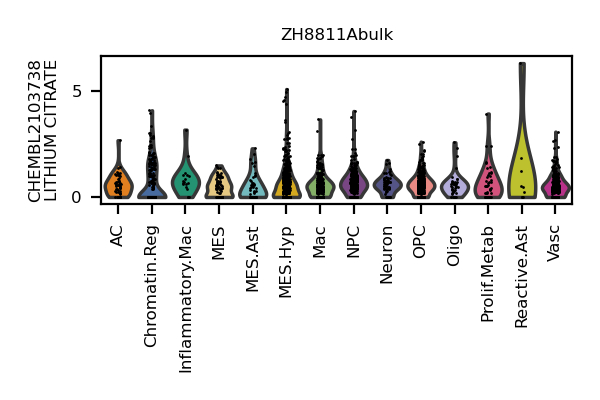 ZH8811Abulk
CHEMBL2103738
LITHIUM CITRATE
5
0
AC
Chromatin.Reg
Inflammatory.Mac
MES
MES.Ast
MES.Hyp
Mac
NPC
Neuron
OPC
Oligo
Prolif.Metab
Reactive.Ast
Vasc